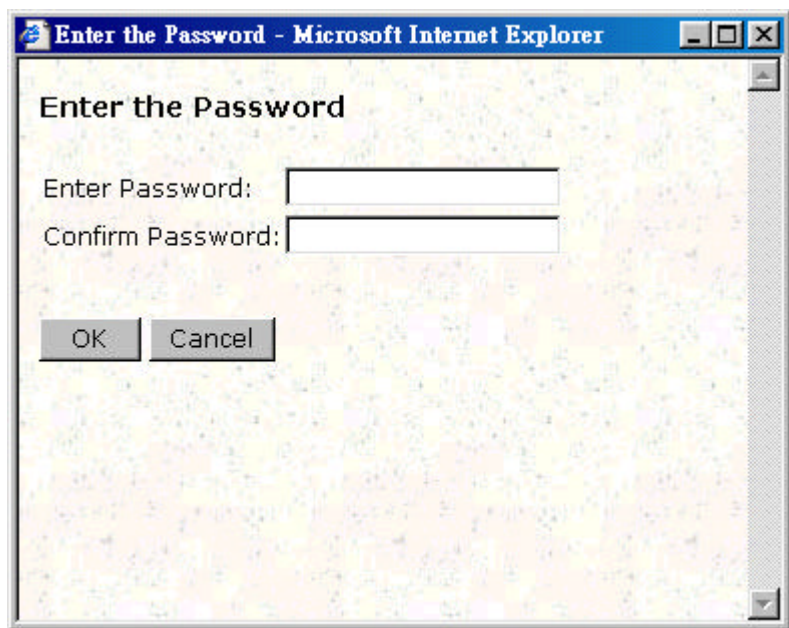 Enter the Password - Microsoft Internet Explorer
Enter the Password
Enter Password:
Confirm Password:
OK Cancel